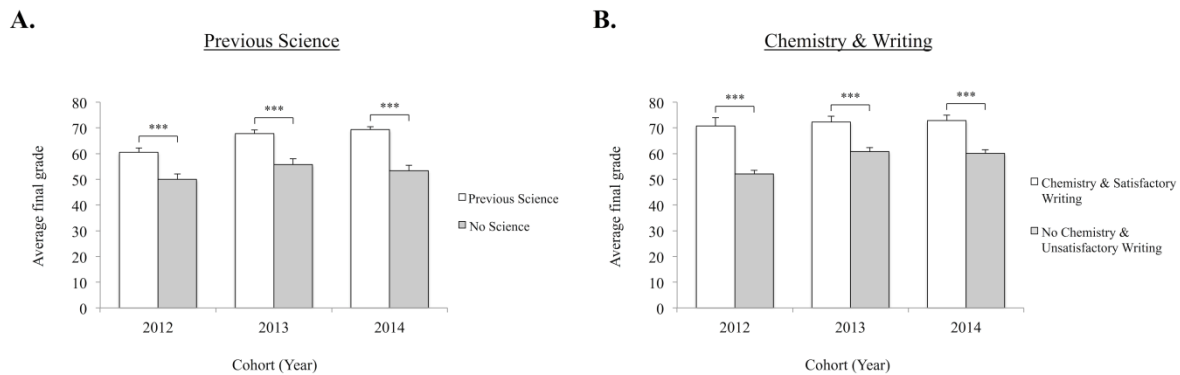 A.
Previous Science
***
***
***
80
70
60
50
40
30
20
10
0
Average final grade
2012
2013
2014
Cohort (Year)
Previous Science
No Science
B.
Chemistry & Writing
***
***
***
80
70
60
50
40
30
20
10
0
Average final grade
2012
2013
2014
Cohort (Year)
Chemistry & Satisfactory
Writing
No Chemistry &
Unsatisfactory Writing